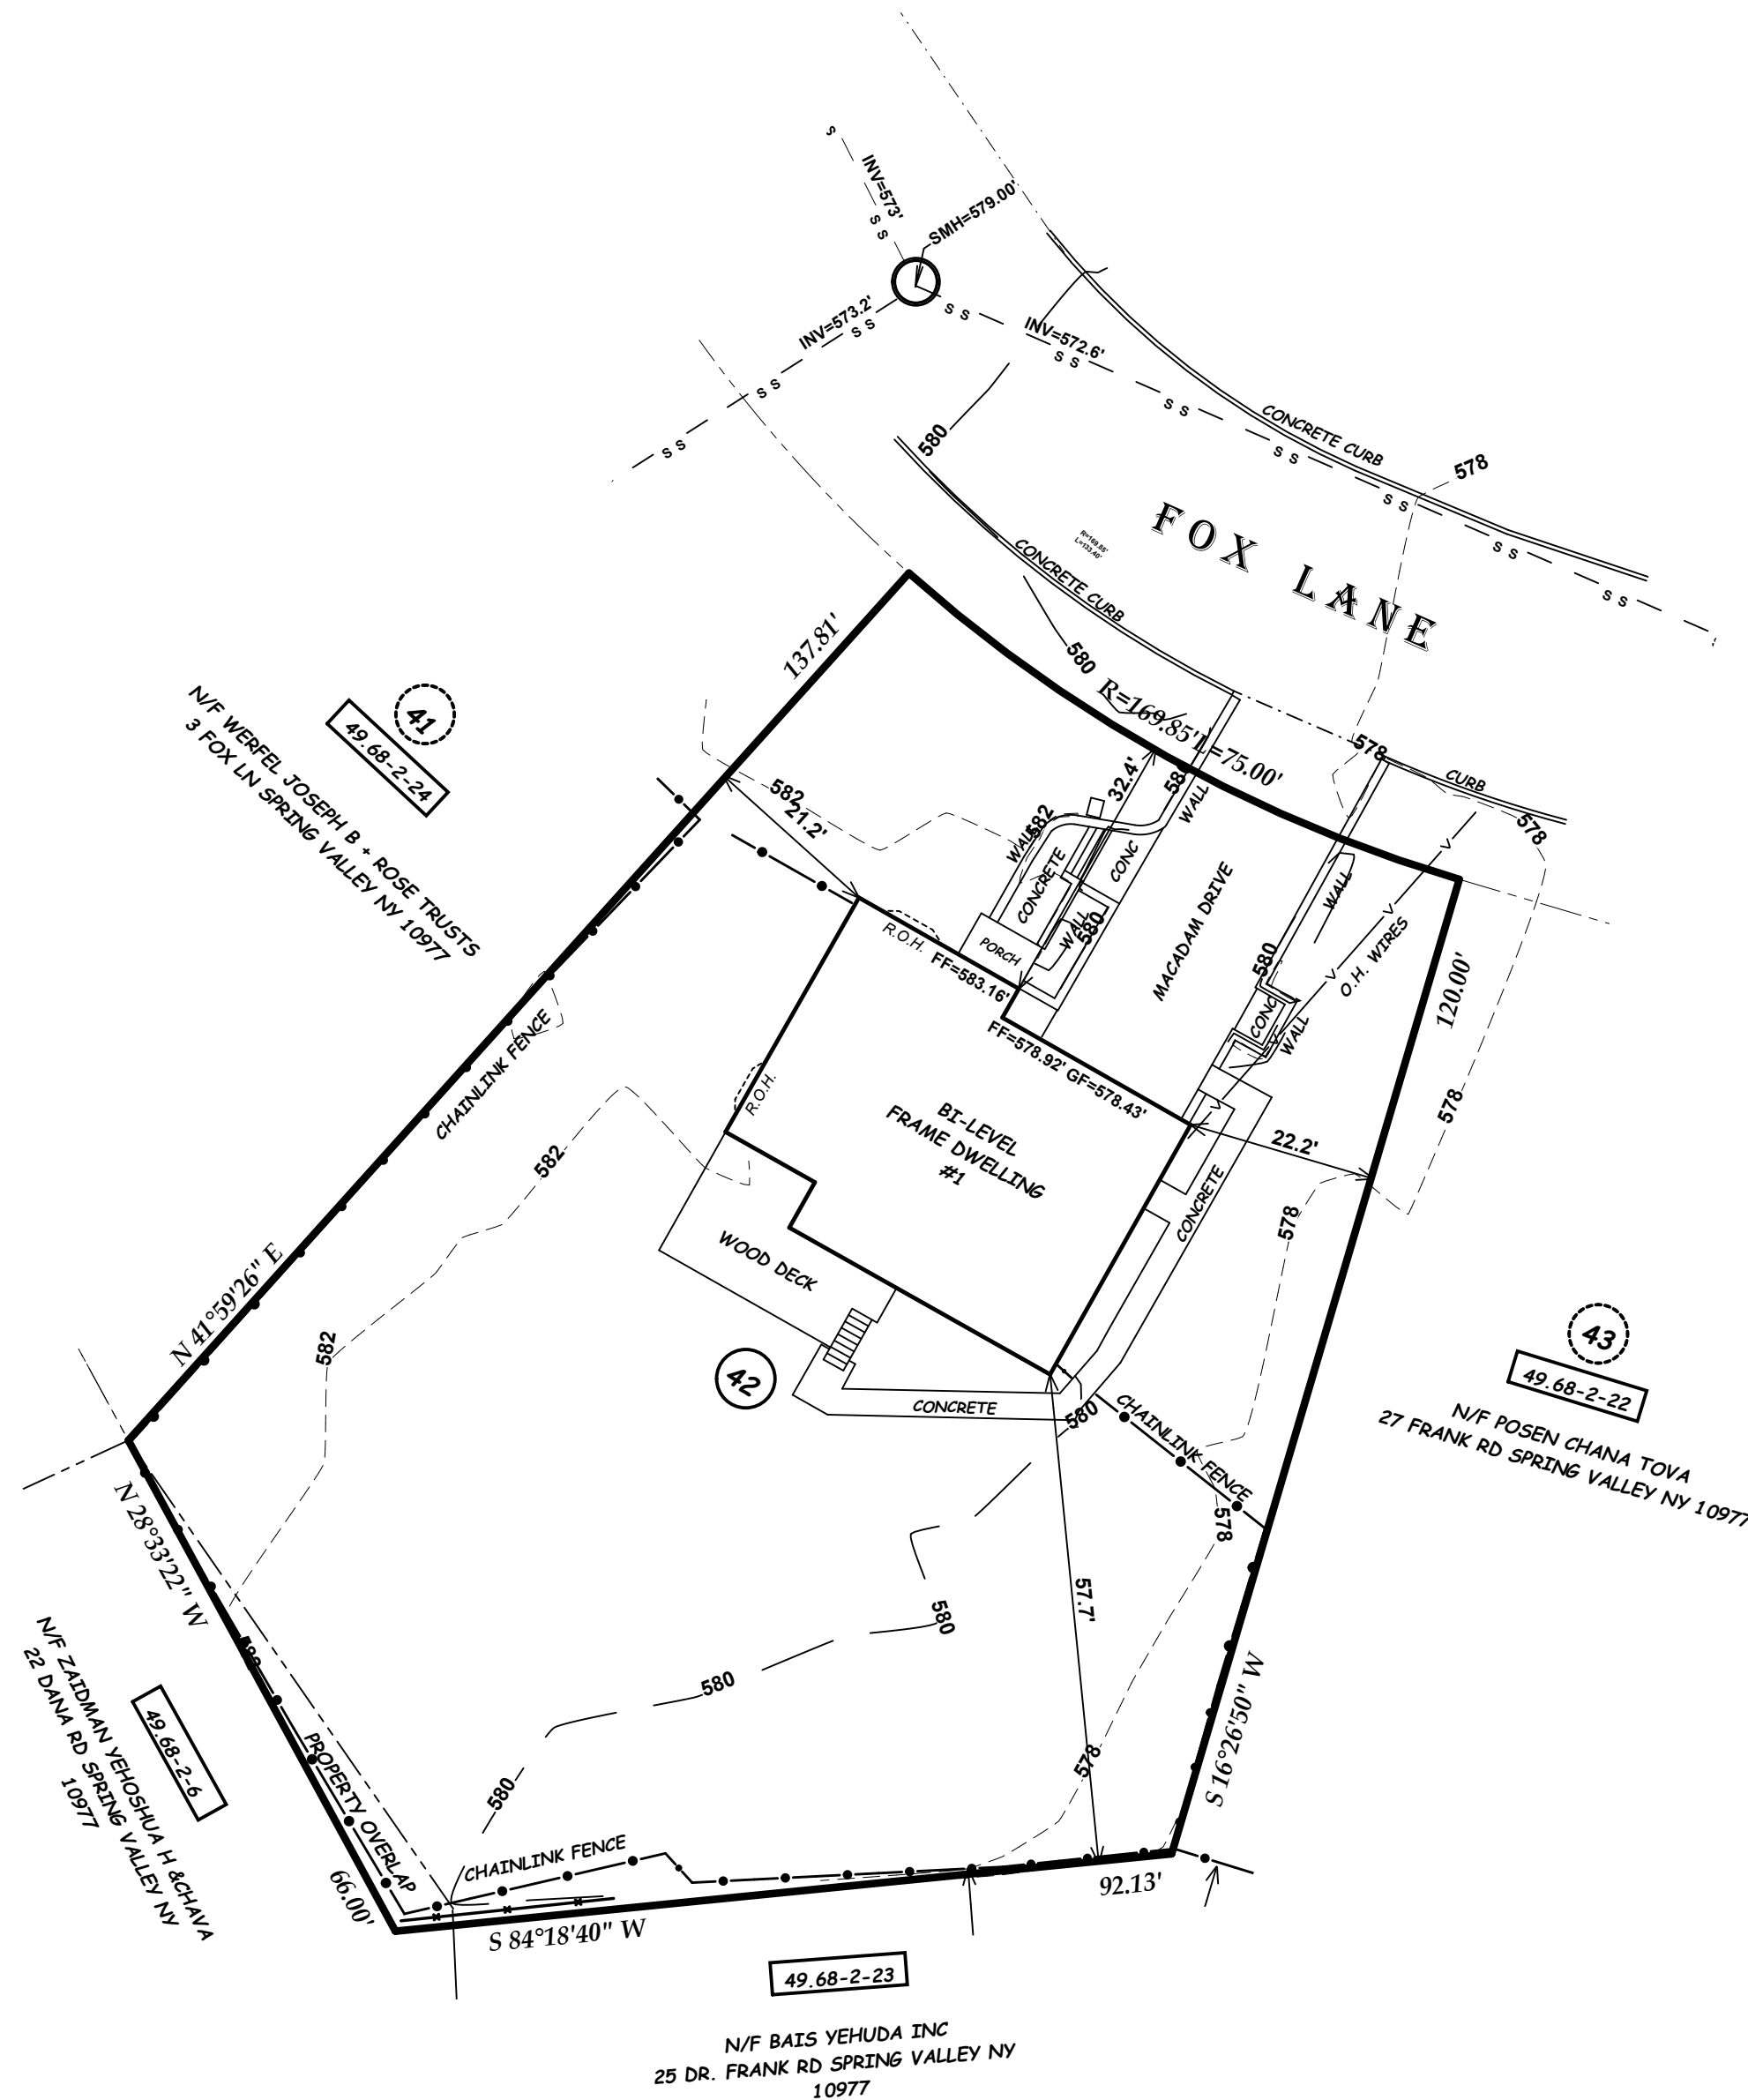 s
INV=573'
s s
SMH=579.00'
INV=573.2'
s s
s s
s s
s s
INV=572.6'
s s
s s
s s
s s
s s
s s
580
CONCRETE CURB
578
FOX LANE
R=169.85'
L=133.40'
CONCRETE CURB
580
R=169.85'L=75.00'
578
CURB
578
137.81'
41
49.68-2-24
N/F WERFEL JOSEPH B + ROSE TRUSTS
3 FOX LN SPRING VALLEY NY 10977
582
21.2'
32.4'
58
WALL
WALL
582
CONCRETE
CONC
WALL
580
PORCH
MACADAM DRIVE
WALL
580
CONC
WALL
O.H. WIRES
V
V
V
V
V
120.00'
R.O.H.
FF=583.16'
FF=578.92' GF=578.43'
CHAINLINK FENCE
R.O.H.
BI-LEVEL
FRAME DWELLING
#1
22.2'
578
582
578
CONCRETE
WOOD DECK
N 41°59'26" E
582
42
CONCRETE
580
CHAINLINK FENCE
43
49.68-2-22
N/F POSEN CHANA TOVA
27 FRANK RD SPRING VALLEY NY 10977
578
N 28°33'22" W
57.7'
580
580
580
578
S 16°26'50" W
N/F ZAIDMAN YEHOSHUA H &CHAVA
22 DANA RD SPRING VALLEY NY
10977
49.68-2-6
PROPERTY OVERLAP
66.00'
CHAINLINK FENCE
92.13'
S 84°18'40" W
49.68-2-23
N/F BAIS YEHUDA INC
25 DR. FRANK RD SPRING VALLEY NY
10977